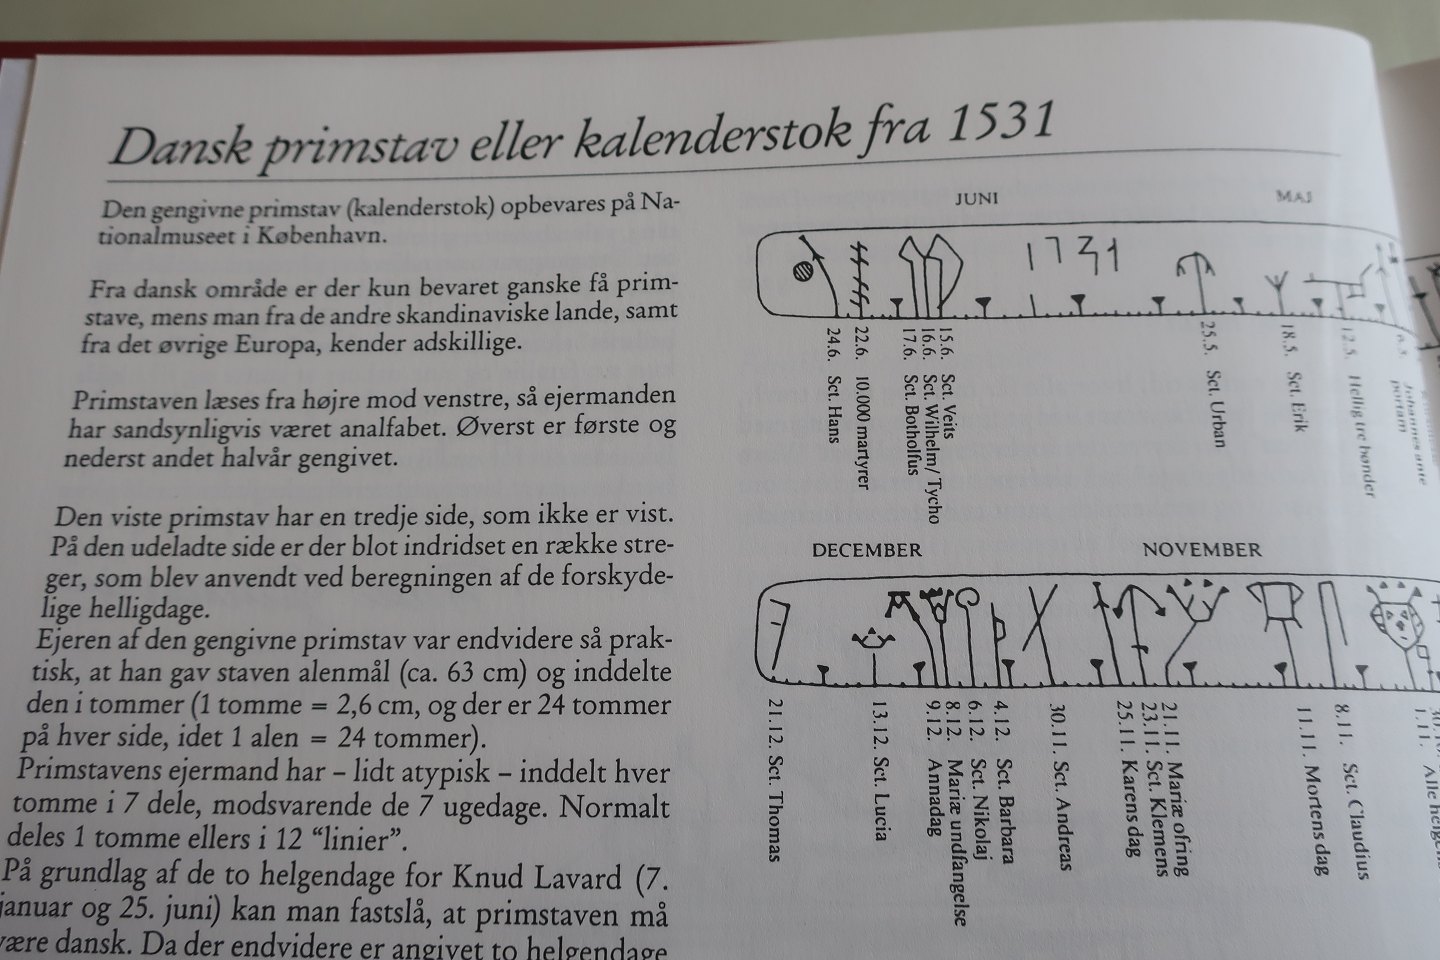 Dansk primstav eller kalenderstok fra 1531
Den gengivne primstav (kalenderstok) opbevares på Na-
tionalmuseet i København.
Fra dansk område er der kun bevaret ganske få prim-
stave, mens man fra de andre skandinaviske lande, samt
fra det øvrige Europa, kender adskillige.
Primstaven læses fra højre mod venstre, så ejermanden
har sandsynligvis været analfabet. Øverst er første og
nederst andet halvår gengivet.
Den viste primstav har en tredje side, som ikke er vist.
På den udeladte side er der blot indridset en række stre-
ger, som blev anvendt ved beregningen af de forskyde-
lige helligdage.
Ejeren af den gengivne primstav var endvidere så prak-
tisk, at han gav staven alenmål (ca. 63 cm) og inddelte
den i tommer (1 tomme = 2,6 cm, og der er 24 tommer
på hver side, idet 1 alen = 24 tommer).
Primstavens ejermand har – lidt atypisk – inddelt hver
tomme i 7 dele, modsvarende de 7 ugedage. Normalt
deles 1 tomme ellers i 12 “linier”.
På grundlag af de to helgendage for Knud Lavard (7.
januar og 25. juni) kan man fastslå, at primstaven må
være dansk. Da der endvidere er angivet to helgendage
JUNI
MAJ
24.6. Sct. Hans
22.6. 10.000 martyrer
17.6. Sct. Botholfus
16.6. Sct. Wilhelm/ Tycho
15.6. Sct. Veits
25.5. Sct. Urban
18.5. Sct. Erik
12.5. Hellig tre bønder
Johannes ante
portam
DECEMBER
NOVEMBER
21.12. Sct. Thomas
13.12. Sct. Lucia
9.12. Annadag
8.12. Mariæ undfangelse
6.12. Sct. Nikolaj
4.12. Sct. Barbara
30.11. Sct. Andreas
25.11. Karens dag
23.11. Sct. Klemens
21.11. Mariæ ofring
11.11. Mortens dag
8.11. Sct. Claudius
1.11. Alle helgens